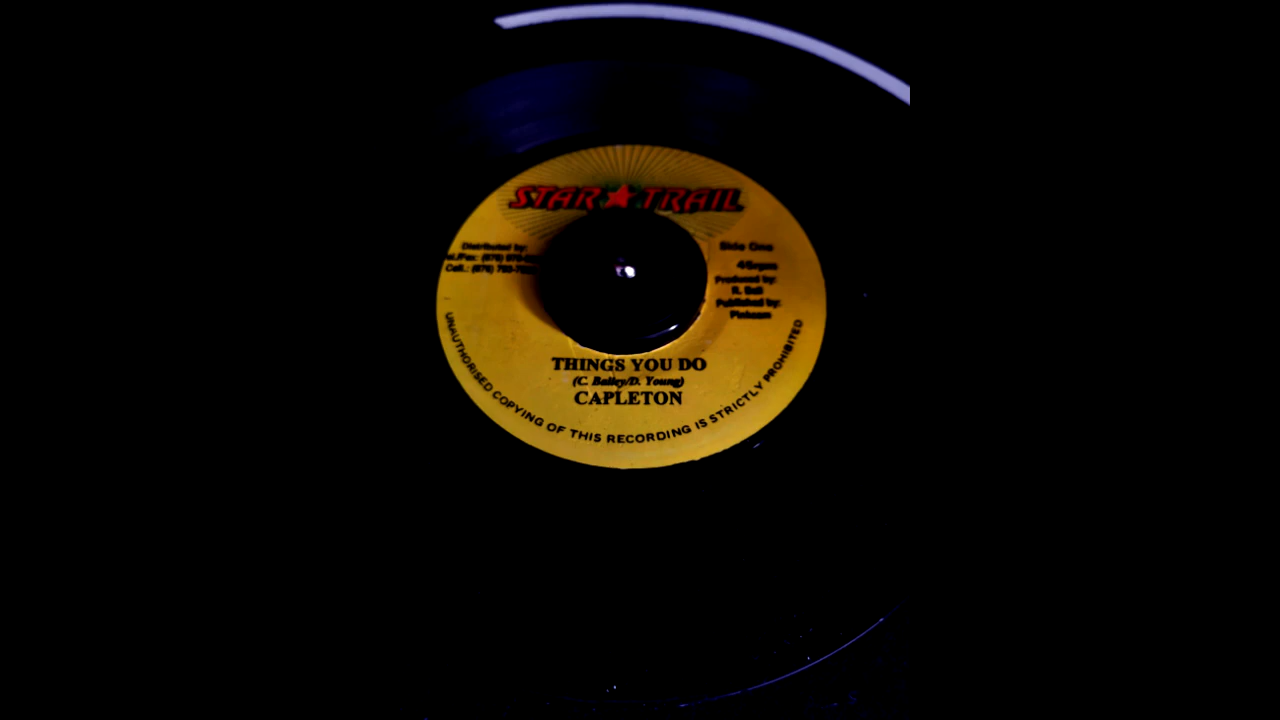 STAR TRAIL
Distributed by:
Side One
45rpm
Produced by:
R. Bell
Published by:
THINGS YOU DO
(C. Bailey/D. Young)
CAPLETON
UNAUTHORISED COPYING OF THIS RECORDING IS STRICTLY PROHIBITED